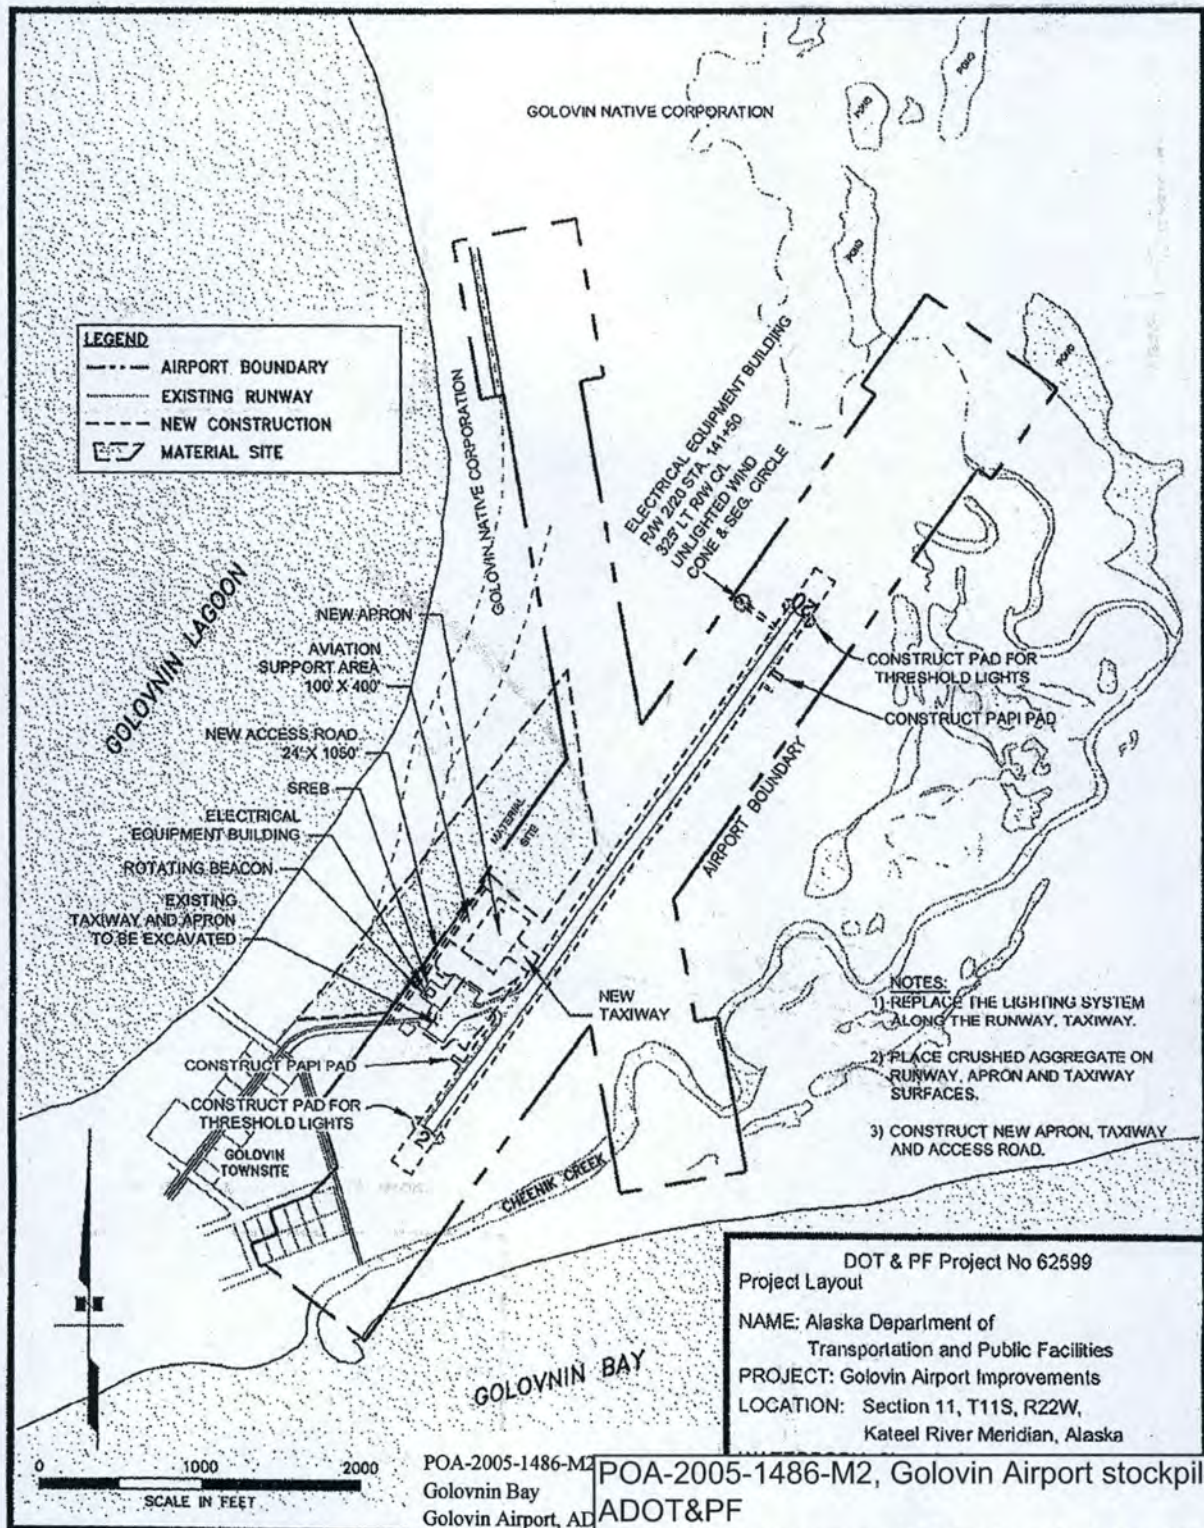 GOLOVIN NATIVE CORPORATION
POND
POND
POND
POND
LEGEND
AIRPORT BOUNDARY
EXISTING RUNWAY
NEW CONSTRUCTION
MATERIAL SITE
GOLOVIN NATIVE CORPORATION
ELECTRICAL EQUIPMENT BUILDING
R/W 2/20 STA. 141+50
325' LT R/W C/L
UNLIGHTED WIND
CONE & SEG. CIRCLE
GOLOVNIN LAGOON
NEW APRON
AVIATION
SUPPORT AREA
100' X 400'
NEW ACCESS ROAD
24' X 1050'
SREB
ELECTRICAL
EQUIPMENT BUILDING
ROTATING BEACON
EXISTING
TAXIWAY AND APRON
TO BE EXCAVATED
MATERIAL
SITE
20
CONSTRUCT PAD FOR
THRESHOLD LIGHTS
CONSTRUCT PAPI PAD
AIRPORT BOUNDARY
NEW
TAXIWAY
CONSTRUCT PAPI PAD
CONSTRUCT PAD FOR
THRESHOLD LIGHTS
2
GOLOVIN
TOWNSITE
CHEENIK CREEK
NOTES:
1) REPLACE THE LIGHTING SYSTEM
ALONG THE RUNWAY, TAXIWAY.
2) PLACE CRUSHED AGGREGATE ON
RUNWAY, APRON AND TAXIWAY
SURFACES.
3) CONSTRUCT NEW APRON, TAXIWAY
AND ACCESS ROAD.
GOLOVNIN BAY
DOT & PF Project No 62599
Project Layout
NAME: Alaska Department of
Transportation and Public Facilities
PROJECT: Golovin Airport Improvements
LOCATION: Section 11, T11S, R22W,
Kateel River Meridian, Alaska
0 1000 2000
SCALE IN FEET
POA-2005-1486-M2
Golovnin Bay
Golovin Airport, AD
POA-2005-1486-M2, Golovin Airport stockpil
ADOT&PF